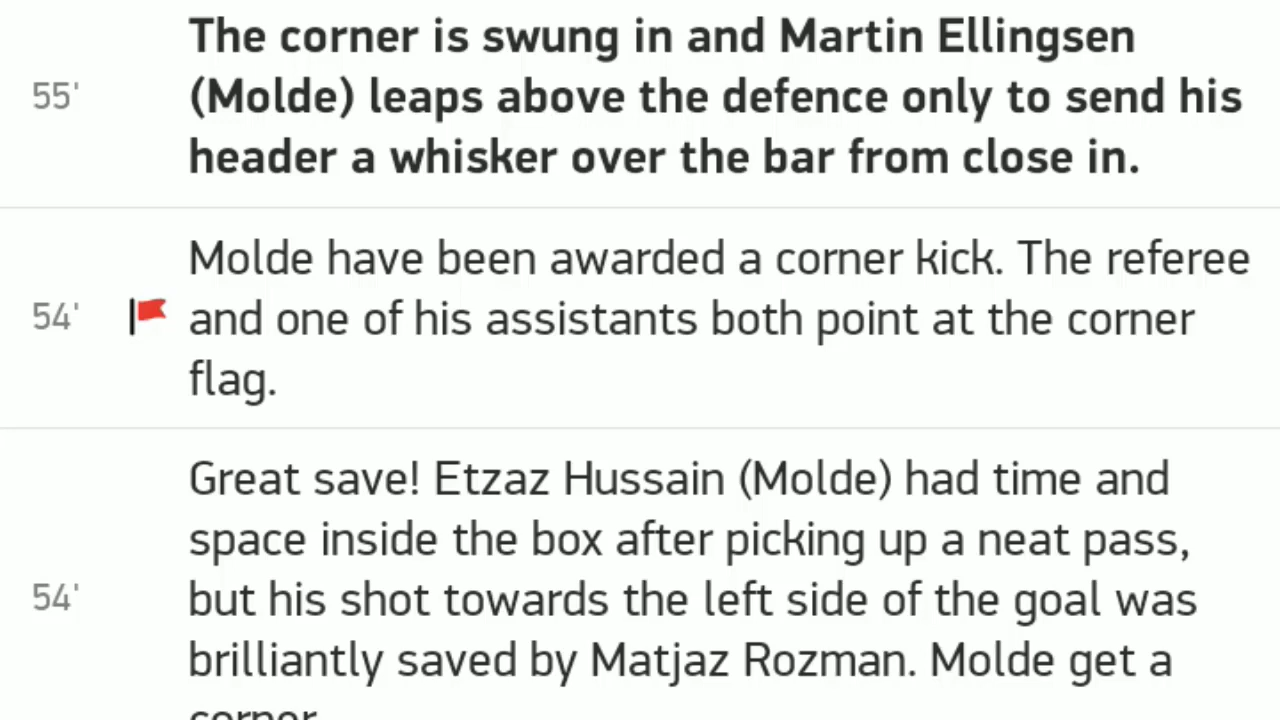 The corner is swung in and Martin Ellingsen
55'
(Molde) leaps above the defence only to send his
header a whisker over the bar from close in.
Molde have been awarded a corner kick. The referee
54'
and one of his assistants both point at the corner
flag.
Great save! Etzaz Hussain (Molde) had time and
space inside the box after picking up a neat pass,
54'
but his shot towards the left side of the goal was
brilliantly saved by Matjaz Rozman. Molde get a
corner.